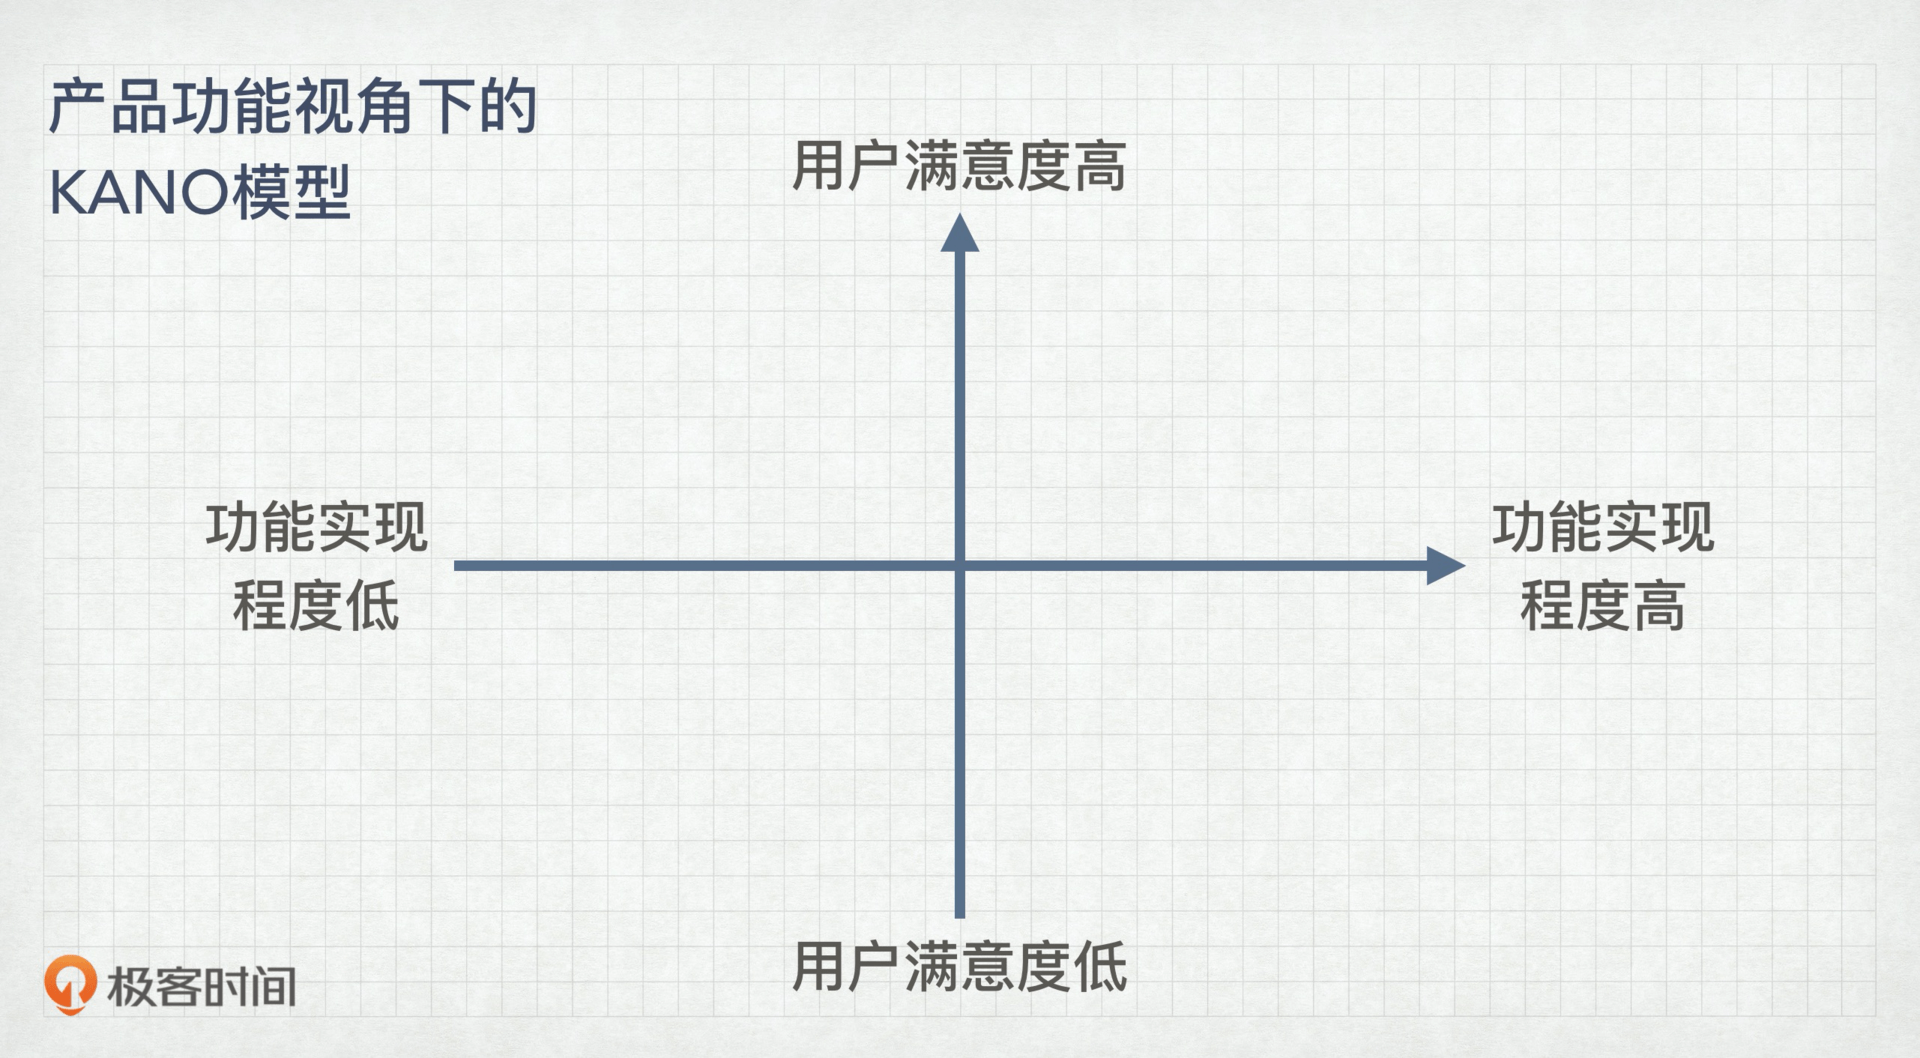 产品功能视角下的
KANO模型
用户满意度高
功能实现
程度低
功能实现
程度高
用户满意度低
极客时间